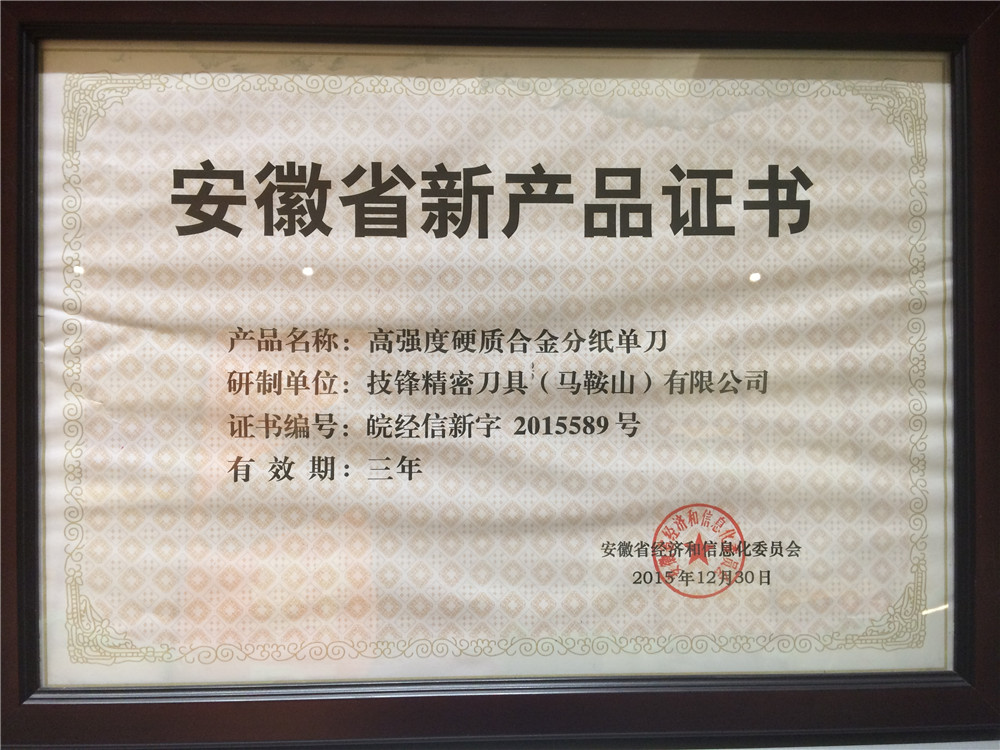 安徽省新产品证书
产品名称：高强度硬质合金分纸单刀
研制单位：技锋精密刀具（马鞍山）有限公司
证书编号：皖经信新字 2015589 号
有 效 期：三年
安徽省经济和信息化委员会
2015年12月30日